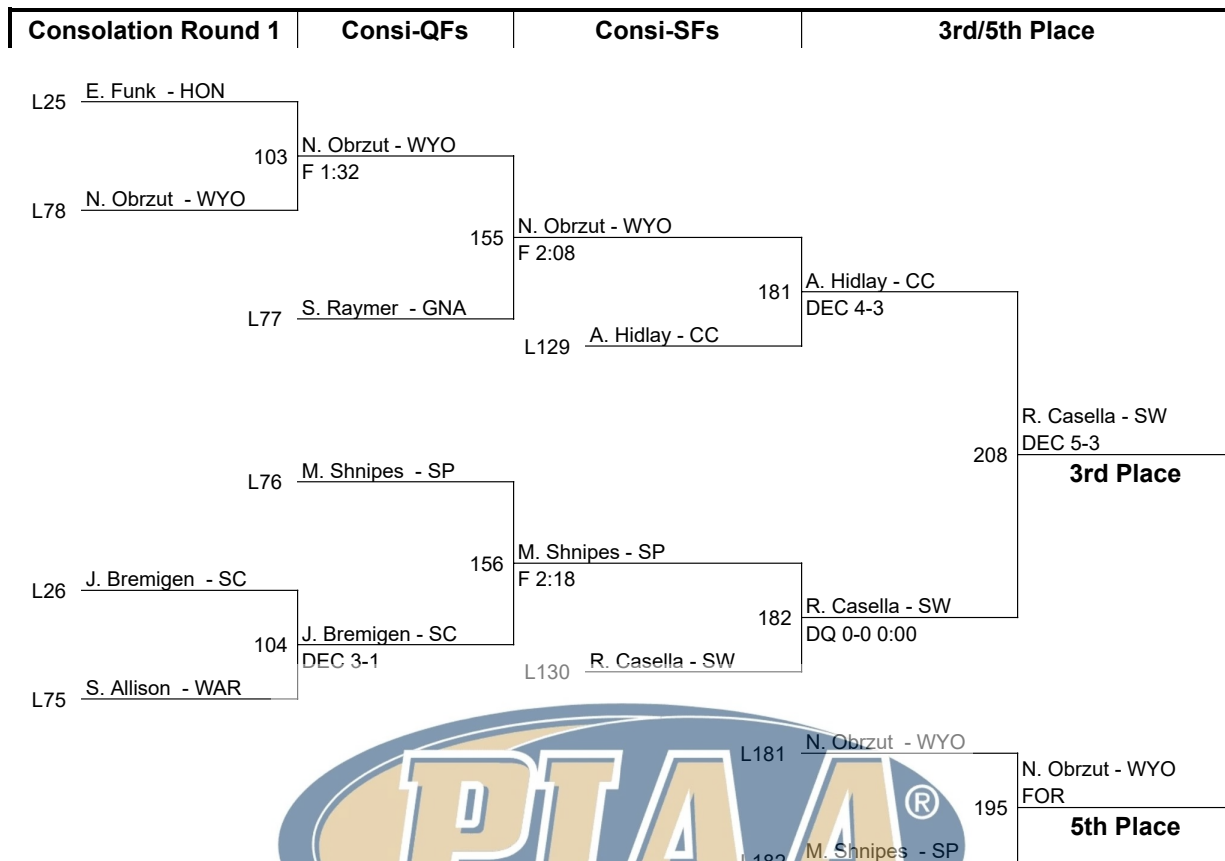 Consolation Round 1 Consi-QFs Consi-SFs 3rd/5th Place
L25 E. Funk - HON
103 N. Obrzut - WYO
F 1:32
L78 N. Obrzut - WYO
155 N. Obrzut - WYO
F 2:08
L77 S. Raymer - GNA
181 A. Hidlay - CC
DEC 4-3
L129 A. Hidlay - CC
208 R. Casella - SW
DEC 5-3
3rd Place
L76 M. Shnipes - SP
156 M. Shnipes - SP
F 2:18
L26 J. Bremigen - SC
104 J. Bremigen - SC
DEC 3-1
182 R. Casella - SW
DQ 0-0 0:00
L130 R. Casella - SW
L75 S. Allison - WAR
L181 N. Obrzut - WYO
195 N. Obrzut - WYO
FOR
5th Place
L182 M. Shnipes - SP
PIAA ®